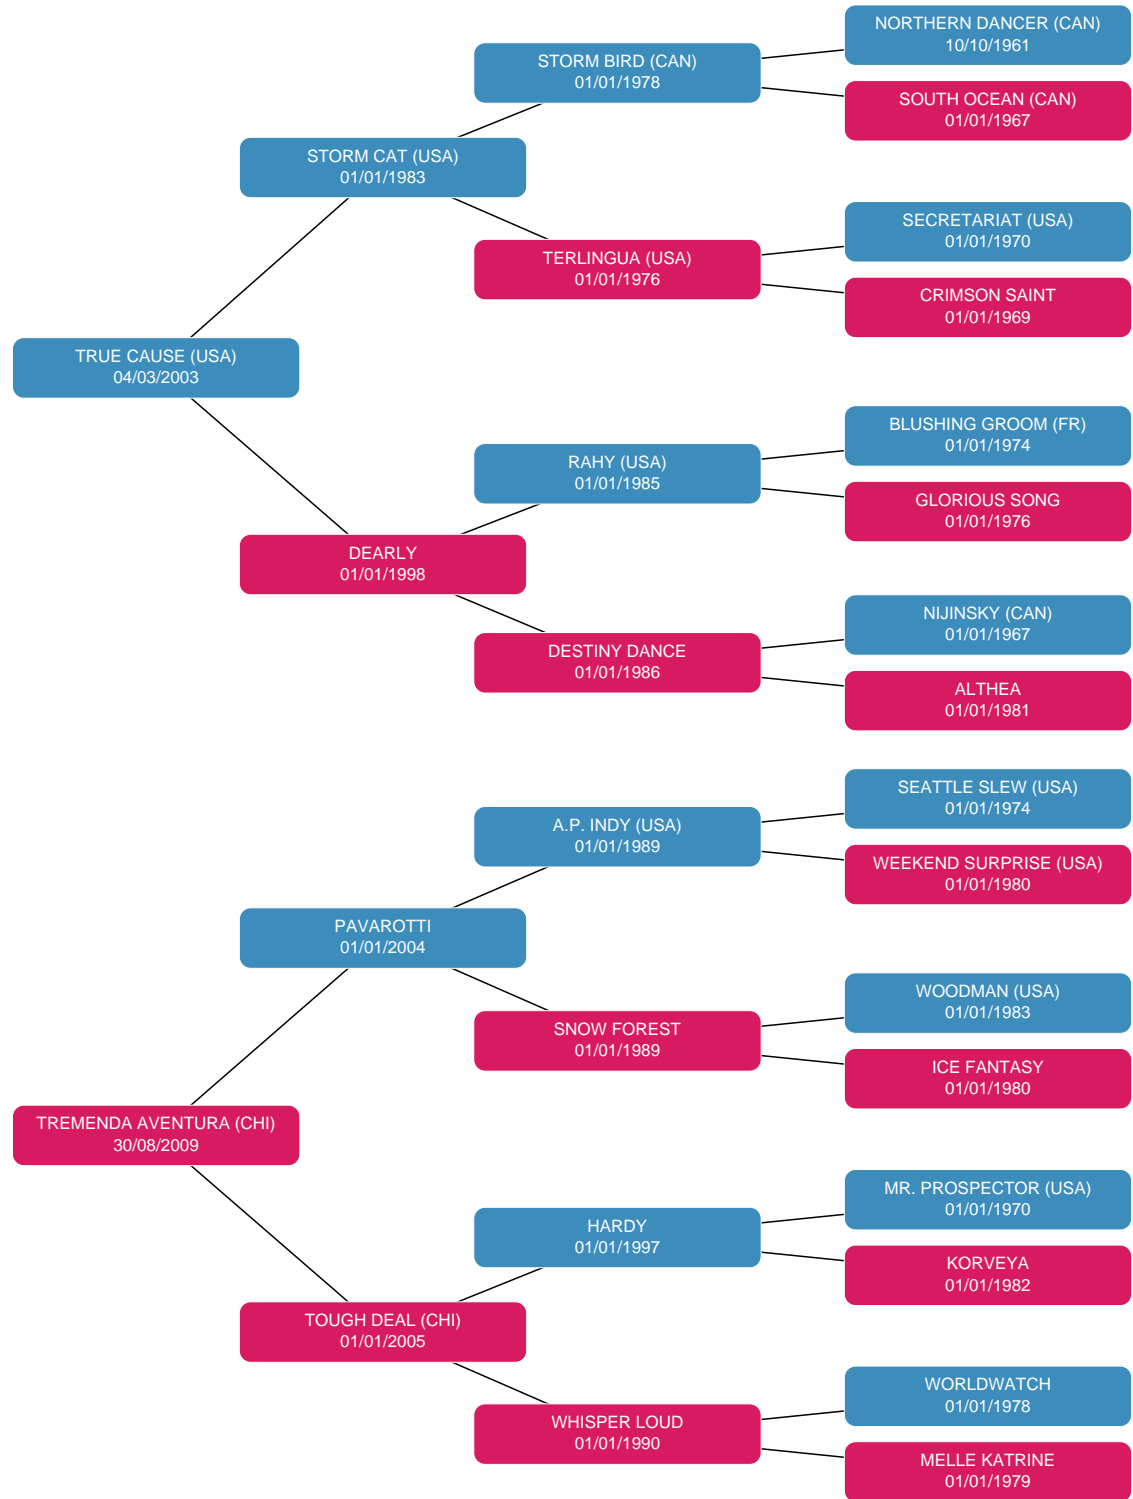 NORTHERN DANCER (CAN)
10/10/1961
STORM BIRD (CAN)
01/01/1978
SOUTH OCEAN (CAN)
01/01/1967
STORM CAT (USA)
01/01/1983
SECRETARIAT (USA)
01/01/1970
TERLINGUA (USA)
01/01/1976
CRIMSON SAINT
01/01/1969
TRUE CAUSE (USA)
04/03/2003
BLUSHING GROOM (FR)
01/01/1974
RAHY (USA)
01/01/1985
GLORIOUS SONG
01/01/1976
DEARLY
01/01/1998
NIJINSKY (CAN)
01/01/1967
DESTINY DANCE
01/01/1986
ALTHEA
01/01/1981
SEATTLE SLEW (USA)
01/01/1974
A.P. INDY (USA)
01/01/1989
WEEKEND SURPRISE (USA)
01/01/1980
PAVAROTTI
01/01/2004
WOODMAN (USA)
01/01/1983
SNOW FOREST
01/01/1989
ICE FANTASY
01/01/1980
TREMENDA AVENTURA (CHI)
30/08/2009
MR. PROSPECTOR (USA)
01/01/1970
HARDY
01/01/1997
KORVEYA
01/01/1982
TOUGH DEAL (CHI)
01/01/2005
WORLDWATCH
01/01/1978
WHISPER LOUD
01/01/1990
MELLE KATRINE
01/01/1979